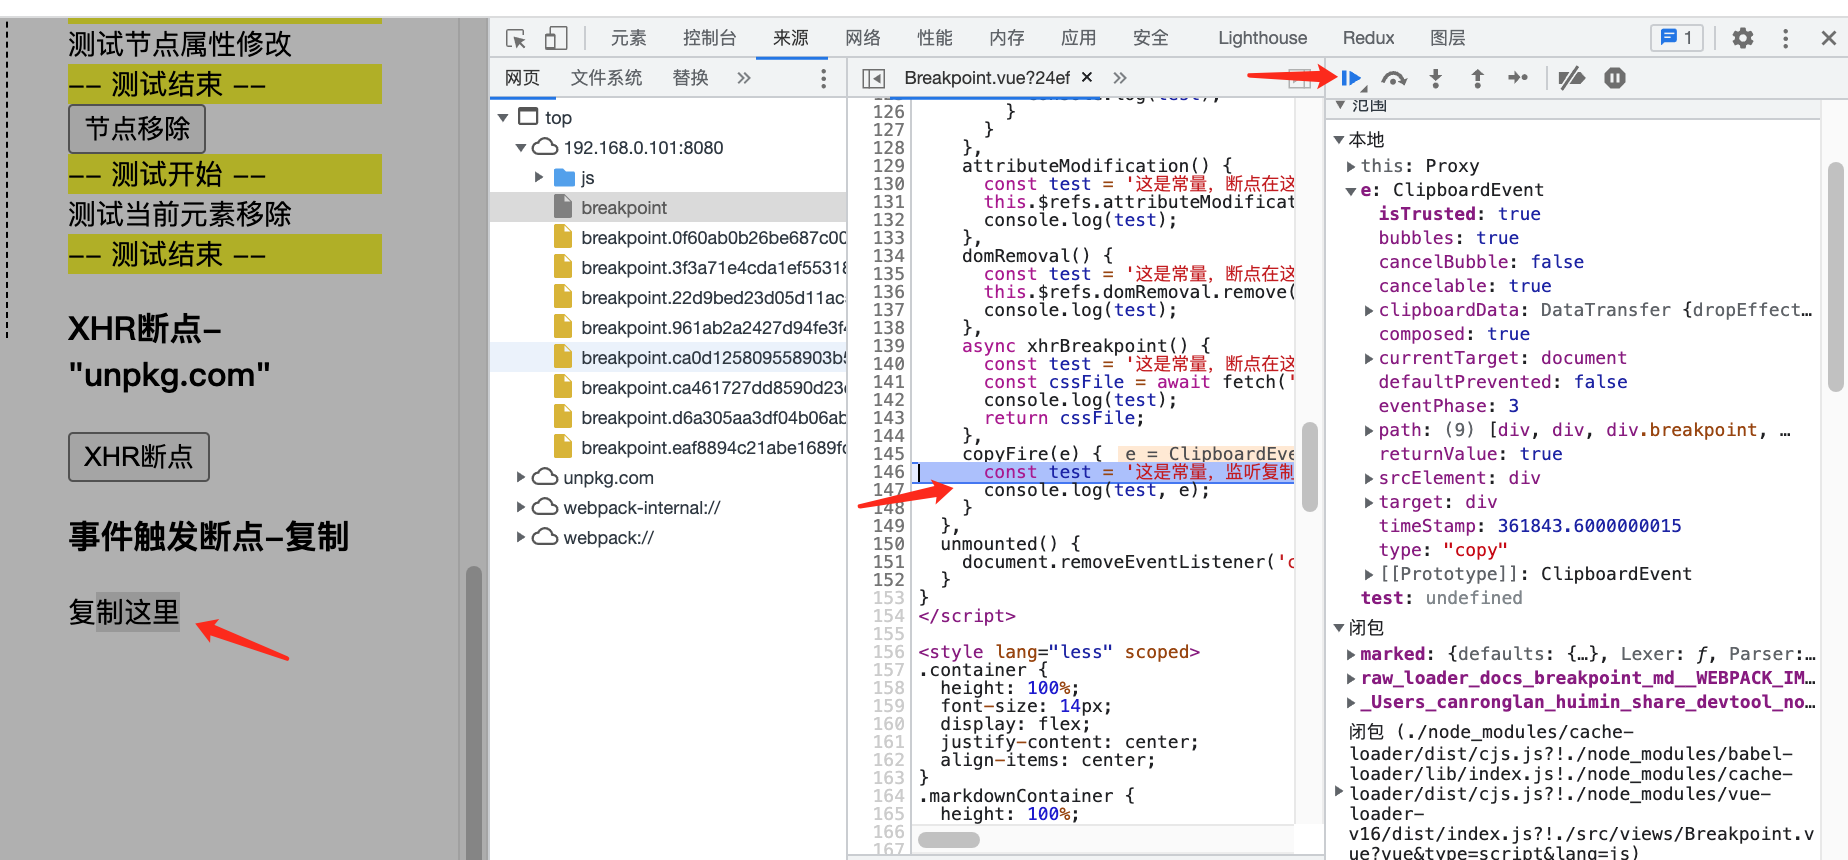 测试节点属性修改
-- 测试结束 --
节点移除
-- 测试开始 --
测试当前元素移除
-- 测试结束 --
XHR断点-
"unpkg.com"
XHR断点
事件触发断点-复制
复制这里
元素 控制台 来源 网络 性能 内存 应用 安全 Lighthouse Redux 图层 1
网页 文件系统 替换 »
top
192.168.0.101:8080
js
breakpoint
breakpoint.0f60ab0b26be687c00
breakpoint.3f3a71e4cda1ef55318
breakpoint.22d9bed23d05d11ac
breakpoint.961ab2a2427d94fe3f4
breakpoint.ca0d125809558903b5
breakpoint.ca461727dd8590d23
breakpoint.d6a305aa3df04b06ab
breakpoint.eaf8894c21abe1689f
unpkg.com
webpack-internal://
webpack://
Breakpoint.vue?24ef × »
126 }
127 }
128 },
129 attributeModification() {
130 const test = '这是常量，断点在这
131 this.$refs.attributeModificat
132 console.log(test);
133 },
134 domRemoval() {
135 const test = '这是常量，断点在这
136 this.$refs.domRemoval.remove(
137 console.log(test);
138 },
139 async xhrBreakpoint() {
140 const test = '这是常量，断点在这
141 const cssFile = await fetch('
142 console.log(test);
143 return cssFile;
144 },
145 copyFire(e) { e = ClipboardEve
146 const test = '这是常量，监听复制
147 console.log(test, e);
148 }
149 },
150 unmounted() {
151 document.removeEventListener('c
152 }
153 }
154 </script>
155
156 <style lang="less" scoped>
157 .container {
158 height: 100%;
159 font-size: 14px;
160 display: flex;
161 justify-content: center;
162 align-items: center;
163 }
164 .markdownContainer {
165 height: 100%;
166
167
范围
本地
this: Proxy
e: ClipboardEvent
isTrusted: true
bubbles: true
cancelBubble: false
cancelable: true
clipboardData: DataTransfer {dropEffect…
composed: true
currentTarget: document
defaultPrevented: false
eventPhase: 3
path: (9) [div, div, div.breakpoint, …
returnValue: true
srcElement: div
target: div
timeStamp: 361843.6000000015
type: "copy"
[[Prototype]]: ClipboardEvent
test: undefined
闭包
marked: {defaults: {…}, Lexer: ƒ, Parser:…
raw_loader_docs_breakpoint_md__WEBPACK_IM…
_Users_canronglan_huimin_share_devtool_no…
闭包 (./node_modules/cache-
loader/dist/cjs.js?!./node_modules/babel-
loader/lib/index.js!./node_modules/cache-
loader/dist/cjs.js?!./node_modules/vue-
loader-
v16/dist/index.js?!./src/views/Breakpoint.v
ue?vue&type=script&lang=js)